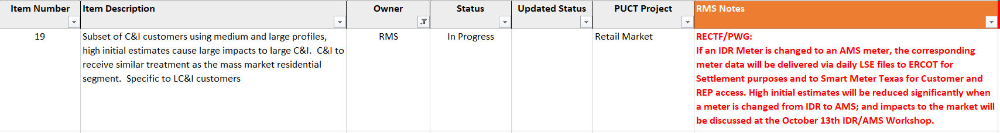 Item Number Item Description Owner Status Updated Status PUCT Project RMS Notes
19
Subset of C&I customers using medium and large profiles,
high initial estimates cause large impacts to large C&I.  C&I to
receive similar treatment as the mass market residential
segment.  Specific to LC&I customers
RMS
In Progress
Retail Market
RECTF/PWG:
If an IDR Meter is changed to an AMS meter, the corresponding
meter data will be delivered via daily LSE files to ERCOT for
Settlement purposes and to Smart Meter Texas for Customer and
REP access. High initial estimates will be reduced significantly when
a meter is changed from IDR to AMS; and impacts to the market will
be discussed at the October 13th IDR/AMS Workshop.